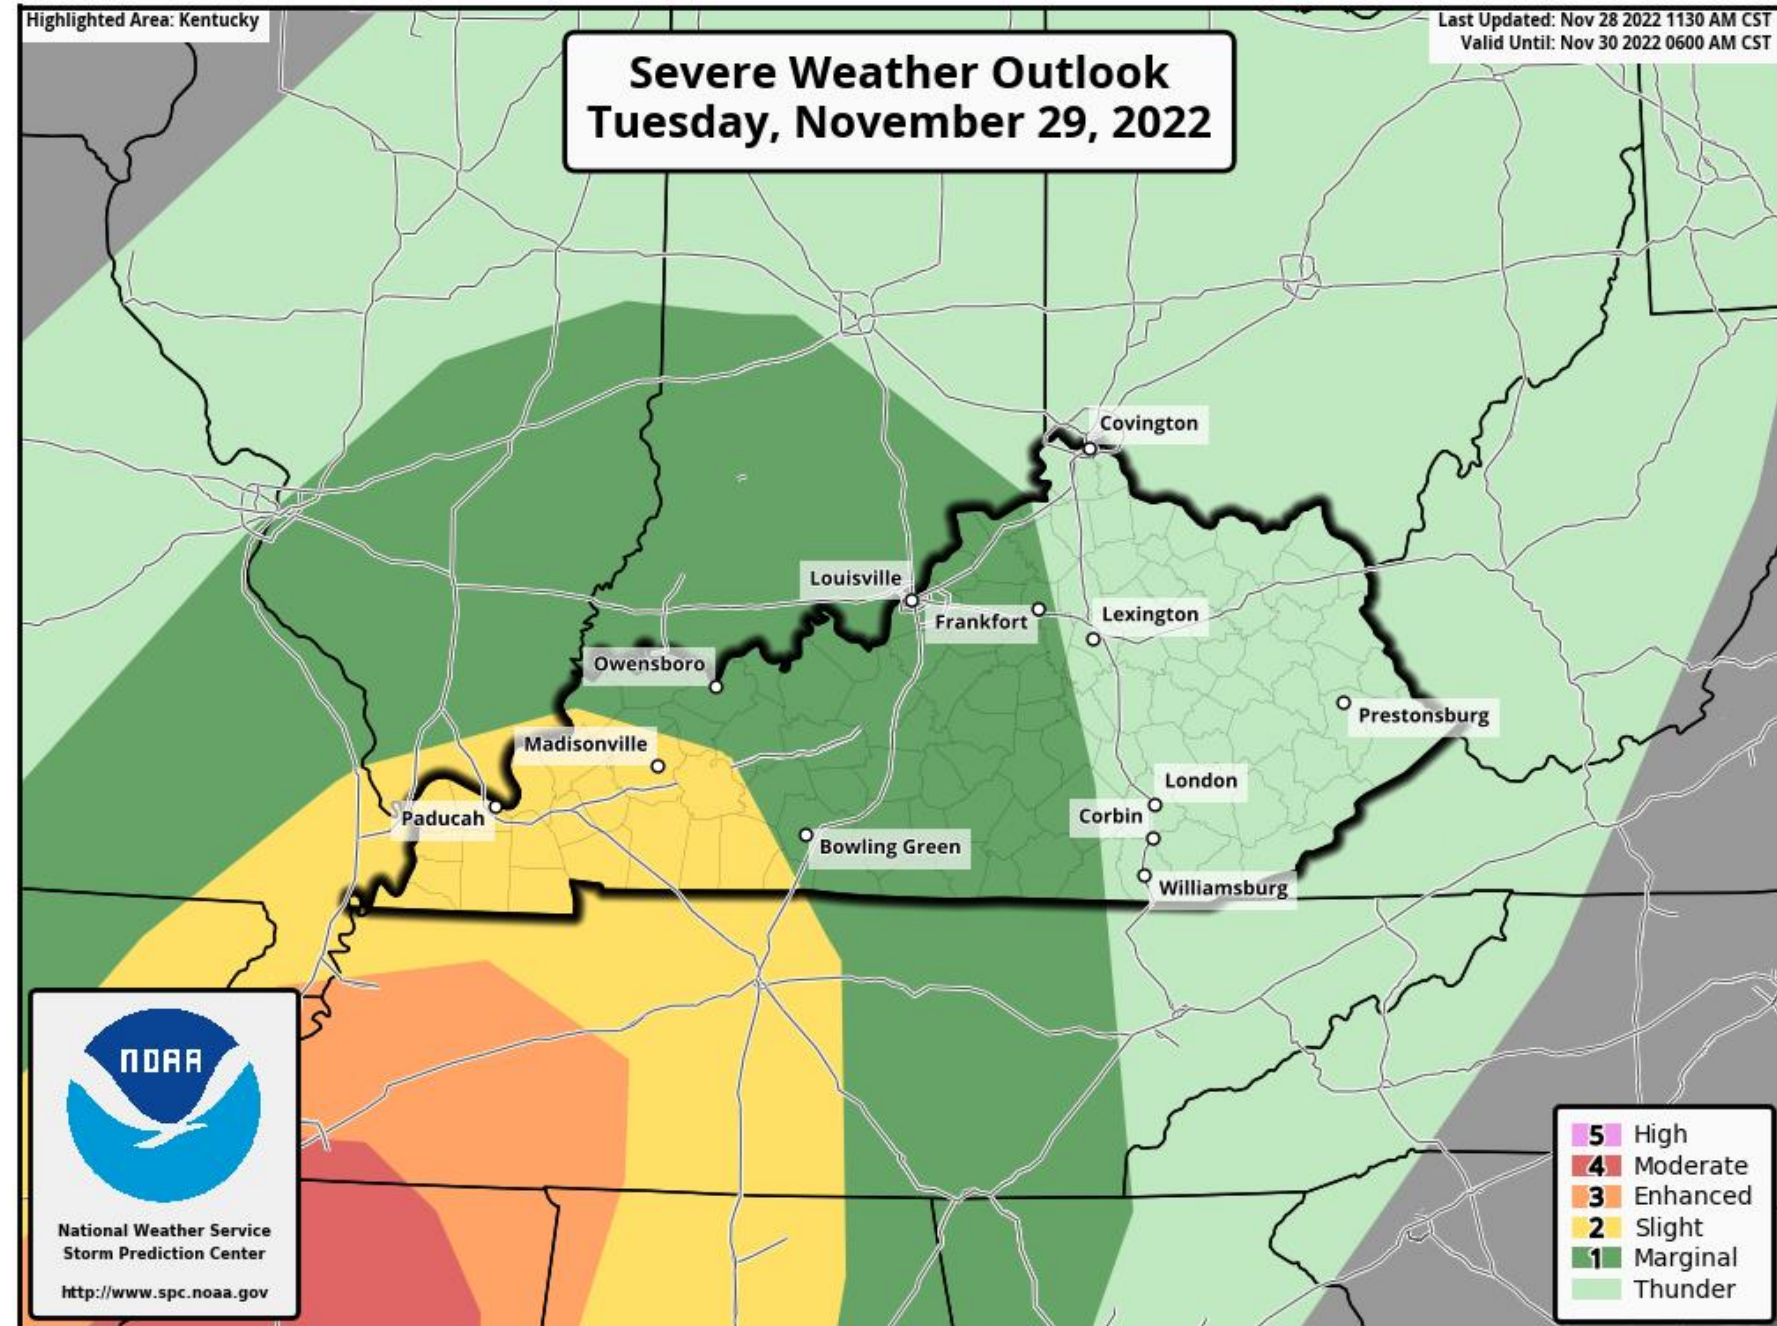 Highlighted Area: Kentucky
Last Updated: Nov 28 2022 1130 AM CST
Valid Until: Nov 30 2022 0600 AM CST
Severe Weather Outlook
Tuesday, November 29, 2022
Covington
Louisville
Frankfort
Lexington
Owensboro
Prestonsburg
Madisonville
London
Paducah
Corbin
Bowling Green
Williamsburg
NOAA
National Weather Service
Storm Prediction Center
http://www.spc.noaa.gov
5 High
4 Moderate
3 Enhanced
2 Slight
1 Marginal
Thunder